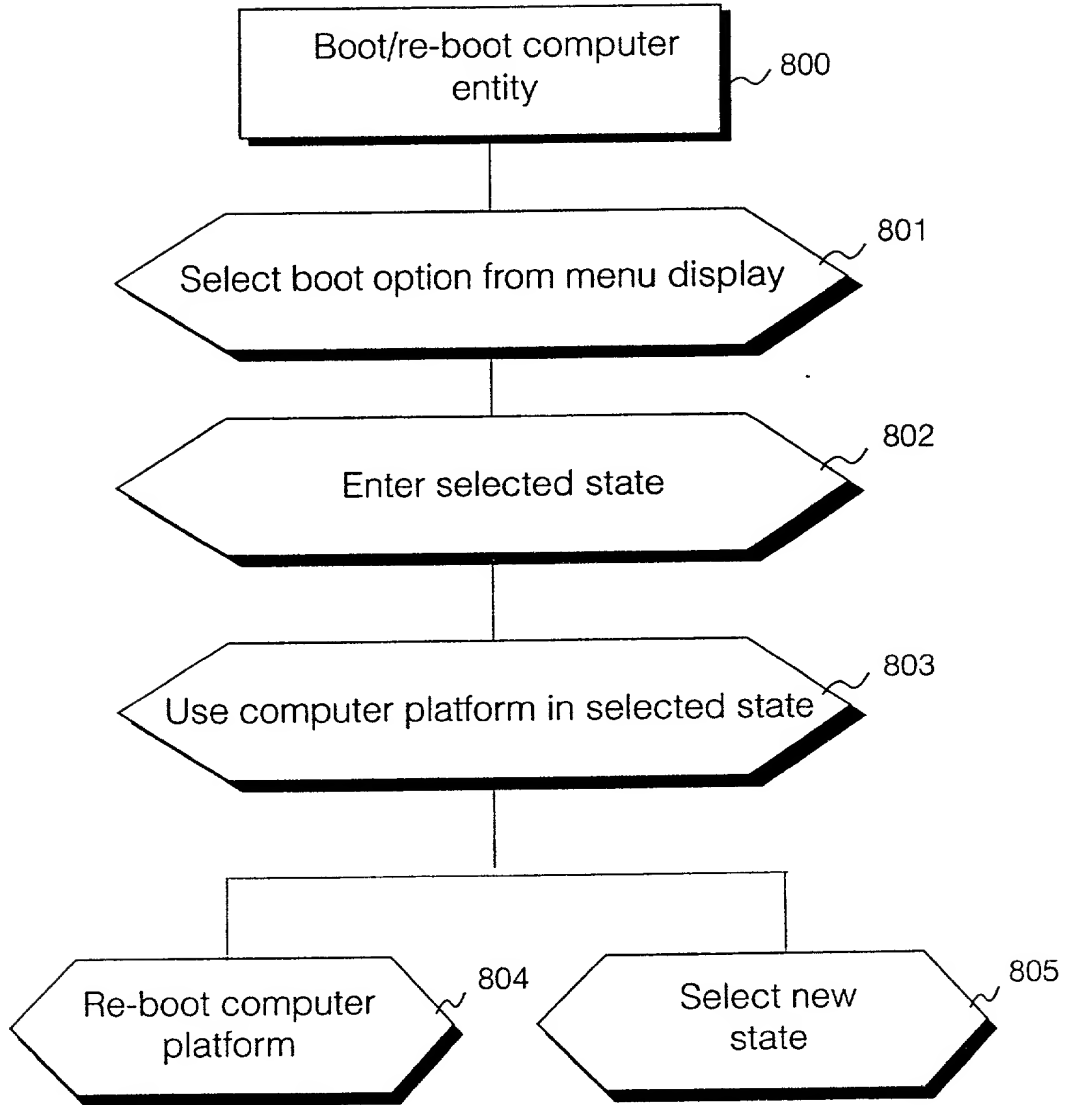 Boot/re-boot computer
entity
800
Select boot option from menu display
801
Enter selected state
802
Use computer platform in selected state
803
Re-boot computer
platform
804
Select new
state
805